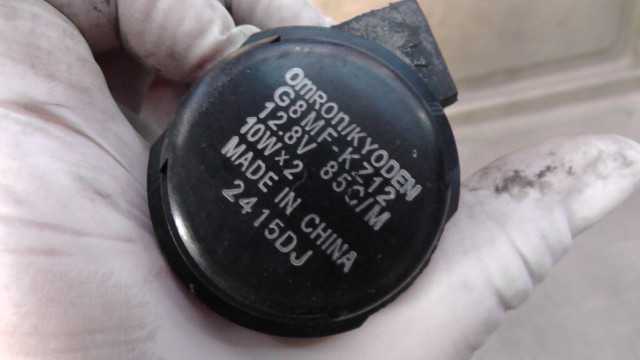 OMRON/KYODEN
G8MF-KZ12
12.8V 85C/M
10W×2
MADE IN CHINA
2415DJ